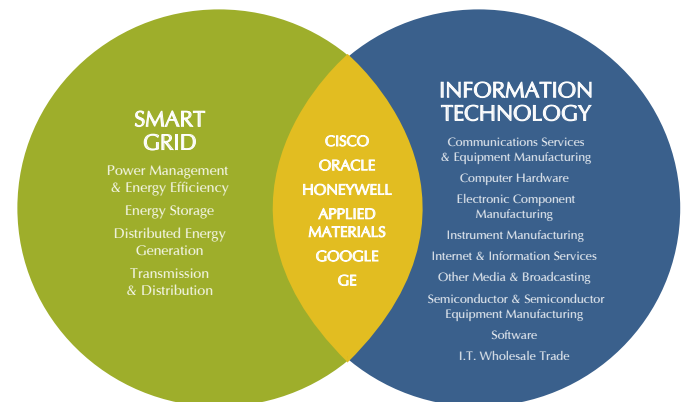 SMART
GRID
Power Management
& Energy Efficiency
Energy Storage
Distributed Energy
Generation
Transmission
& Distribution
CISCO
ORACLE
HONEYWELL
APPLIED
MATERIALS
GOOGLE
GE
INFORMATION
TECHNOLOGY
Communications Services
& Equipment Manufacturing
Computer Hardware
Electronic Component
Manufacturing
Instrument Manufacturing
Internet & Information Services
Other Media & Broadcasting
Semiconductor & Semiconductor
Equipment Manufacturing
Software
I.T. Wholesale Trade